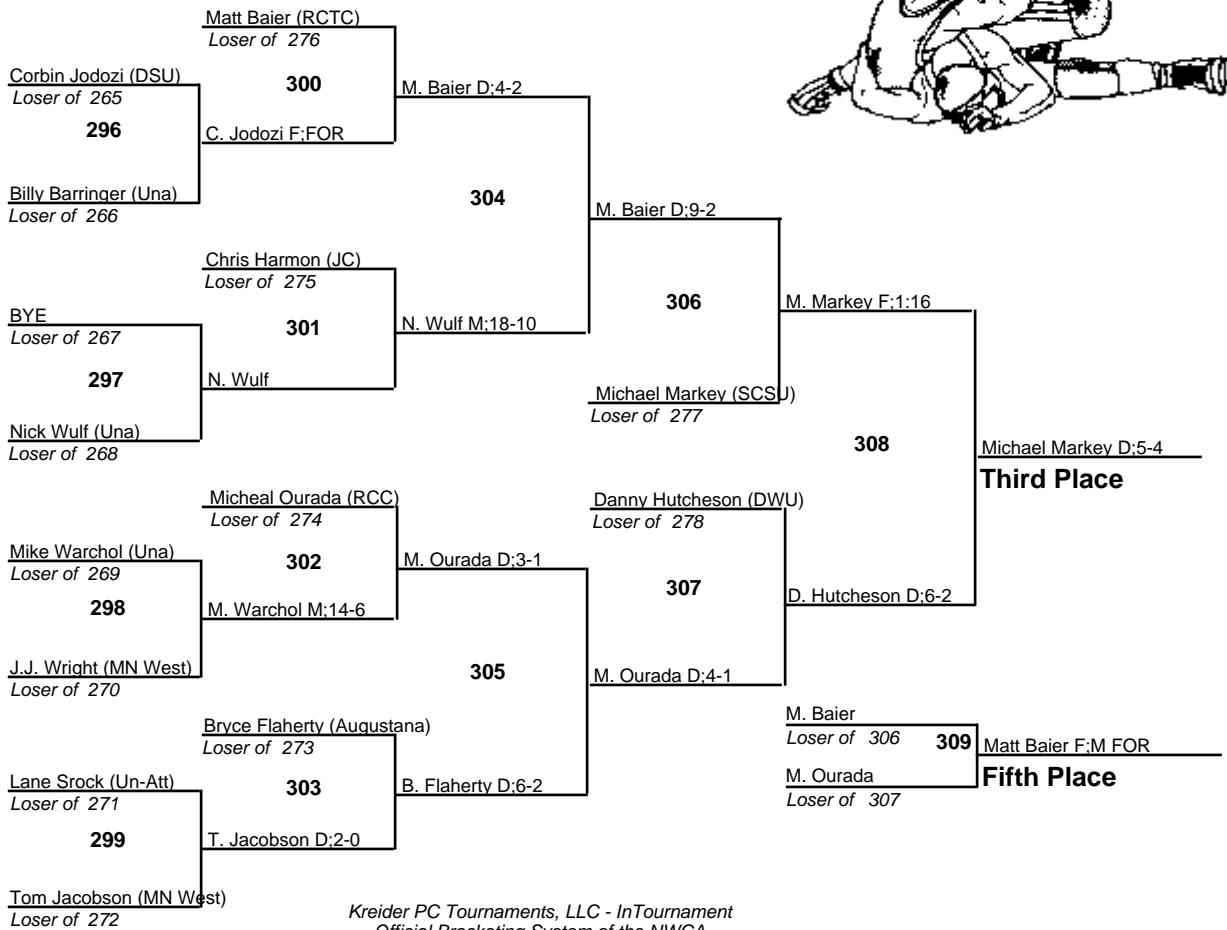 Matt Baier (RCTC)
Loser of 276
Corbin Jodozi (DSU)
Loser of 265
300
M. Baier D;4-2
296
C. Jodozi F;FOR
Billy Barringer (Una)
Loser of 266
304
M. Baier D;9-2
Chris Harmon (JC)
Loser of 275
BYE
Loser of 267
301
N. Wulf M;18-10
306
M. Markey F;1:16
297
N. Wulf
Michael Markey (SCSU)
Loser of 277
Nick Wulf (Una)
Loser of 268
308
Michael Markey D;5-4
Third Place
Micheal Ourada (RCC)
Loser of 274
Danny Hutcheson (DWU)
Loser of 278
Mike Warchol (Una)
Loser of 269
302
M. Ourada D;3-1
298
M. Warchol M;14-6
307
D. Hutcheson D;6-2
J.J. Wright (MN West)
Loser of 270
305
M. Ourada D;4-1
Bryce Flaherty (Augustana)
Loser of 273
M. Baier
Loser of 306
309
Matt Baier F;M FOR
Fifth Place
M. Ourada
Loser of 307
Lane Srock (Un-Att)
Loser of 271
303
B. Flaherty D;6-2
299
T. Jacobson D;2-0
Tom Jacobson (MN West)
Loser of 272
Kreider PC Tournaments, LLC - InTournament
Official Bracketing System of the NWCA